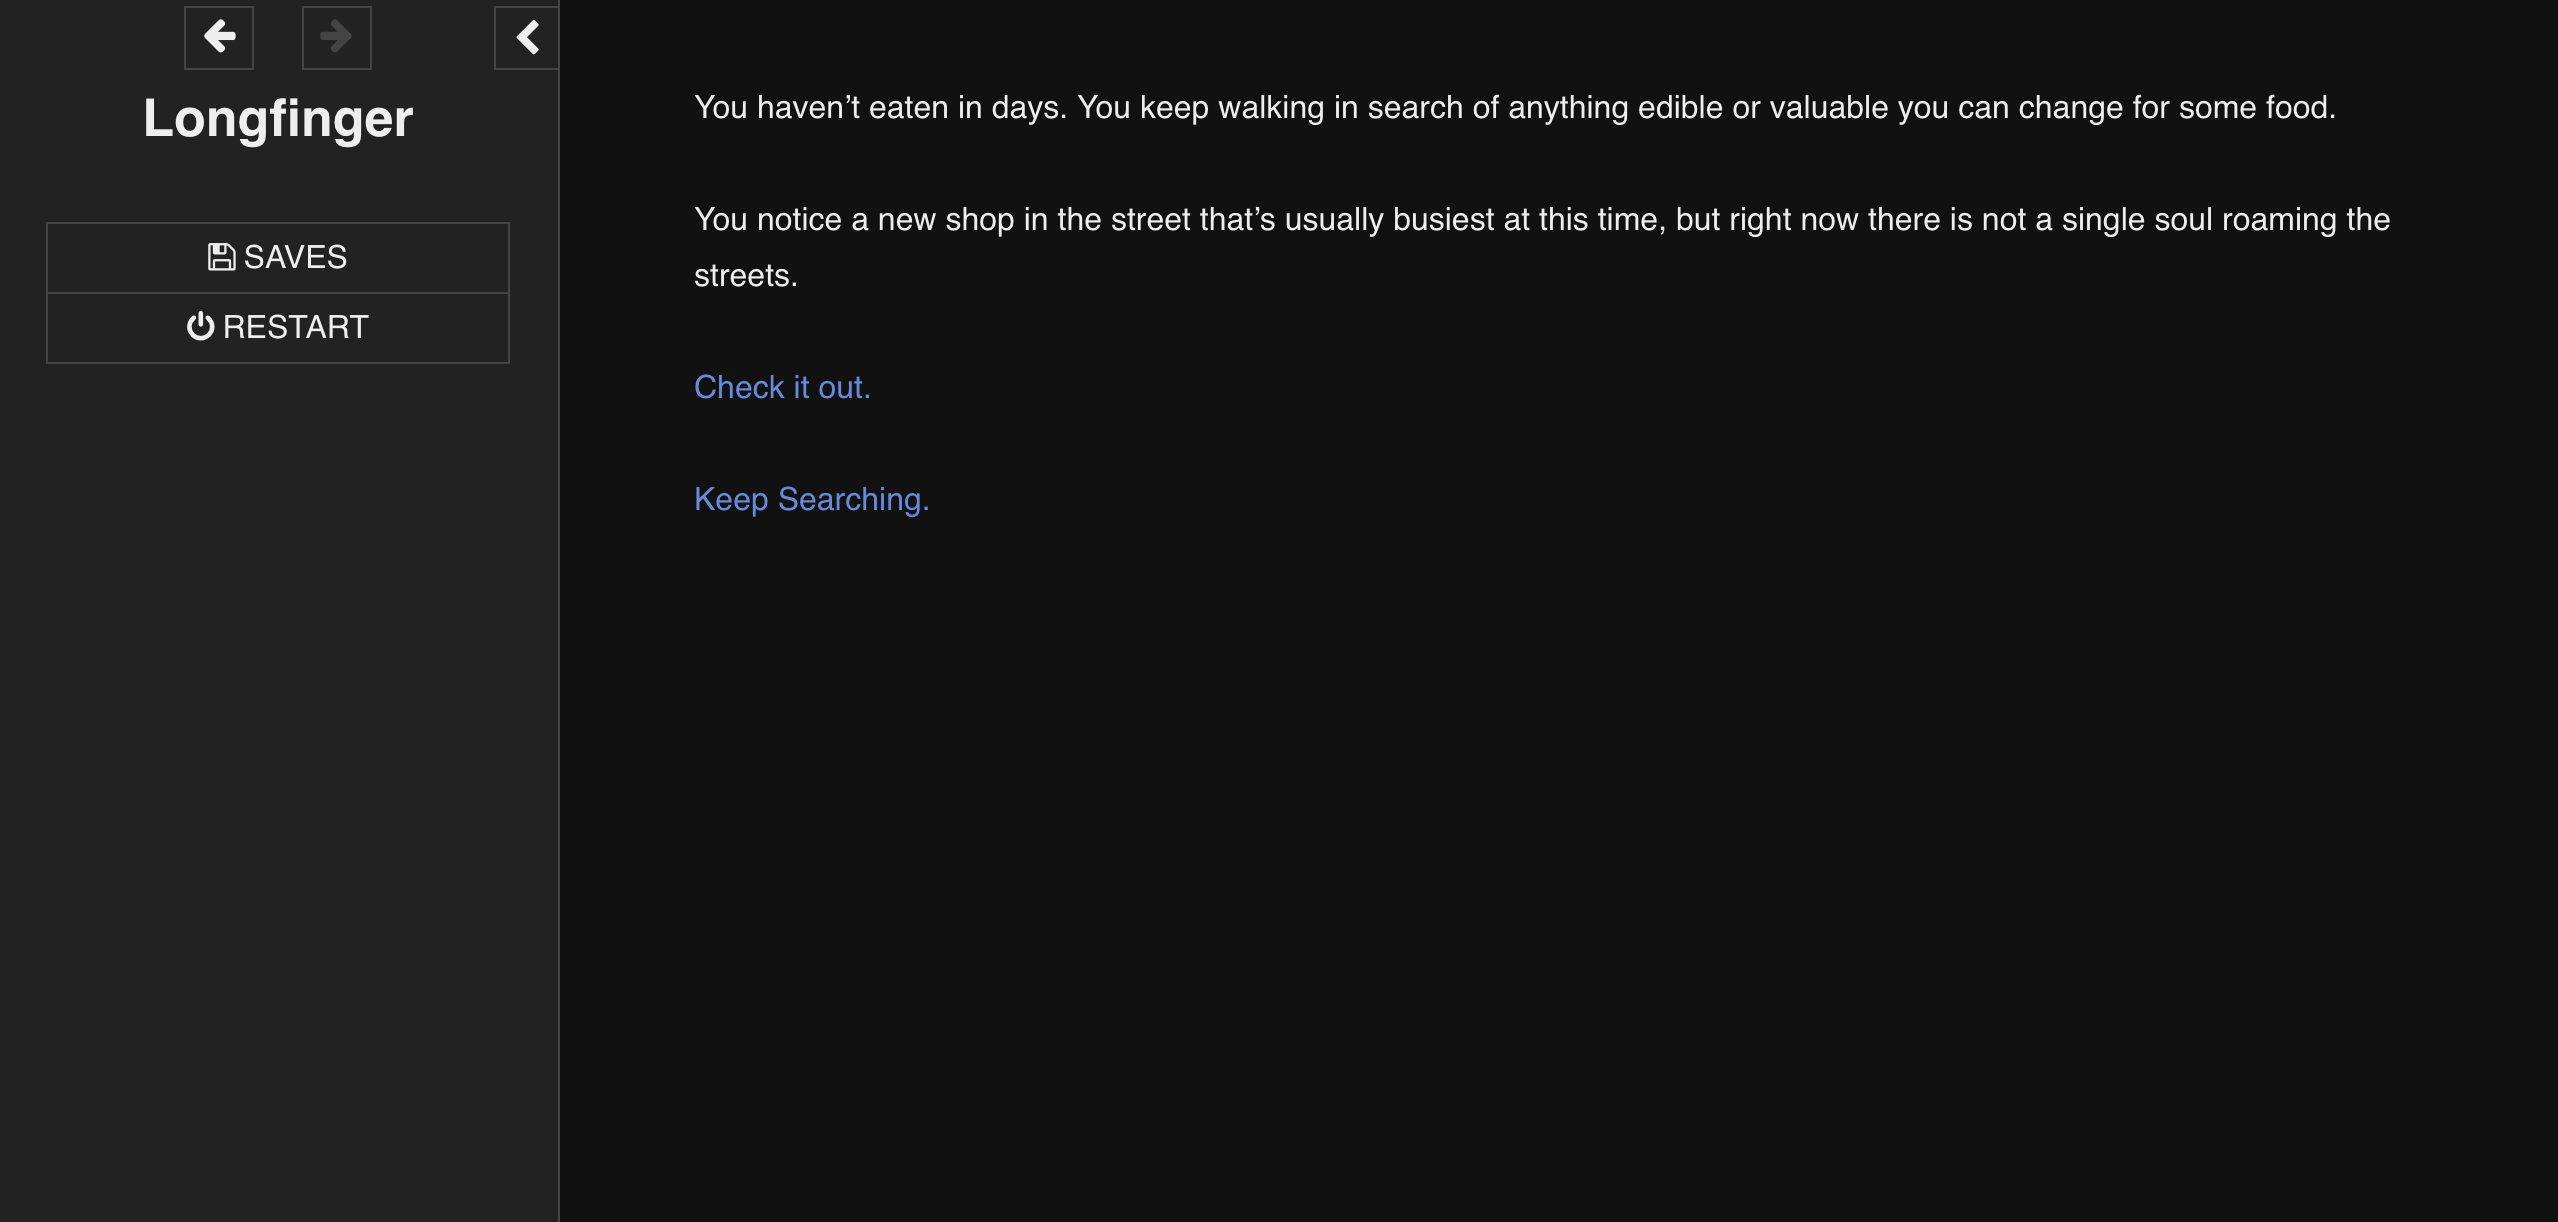 Longfinger
SAVES
RESTART
You haven’t eaten in days. You keep walking in search of anything edible or valuable you can change for some food.
You notice a new shop in the street that’s usually busiest at this time, but right now there is not a single soul roaming the
streets.
Check it out.
Keep Searching.